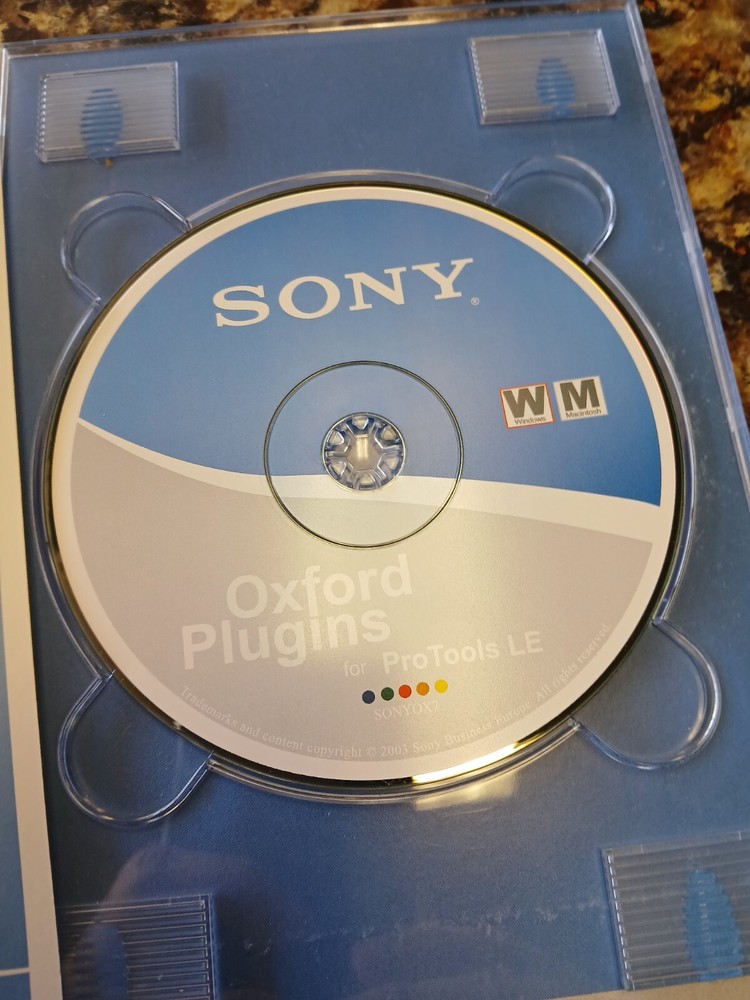 SONY®
W M
Windows Macintosh
Oxford
Plugins
for ProTools LE
SONYOX2
Trademarks and content copyright © 2003 Sony Business Europe. All rights reserved.